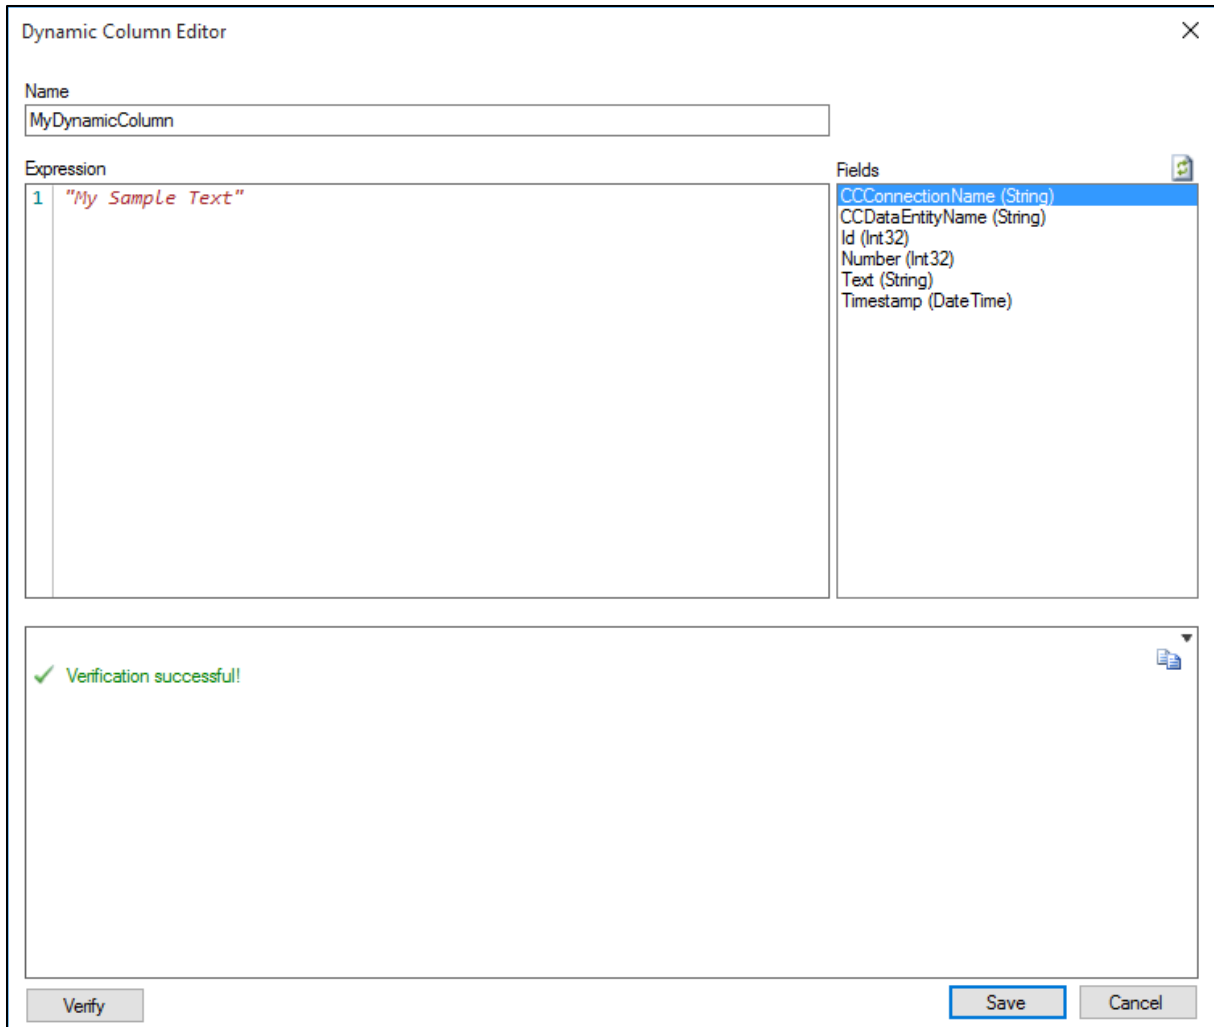 Dynamic Column Editor
Name
MyDynamicColumn
Expression
Fields
1 "My Sample Text"
CCConnectionName (String)
CCDataEntityName (String)
Id (Int32)
Number (Int32)
Text (String)
Timestamp (DateTime)
Verification successful!
Verify
Save
Cancel